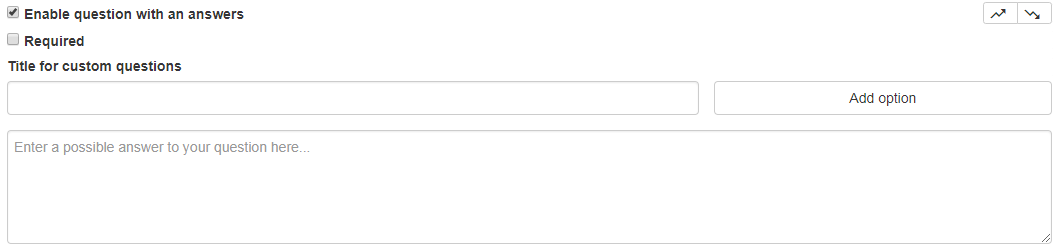 Enable question with an answers
Required
Title for custom questions
Add option
Enter a possible answer to your question here...